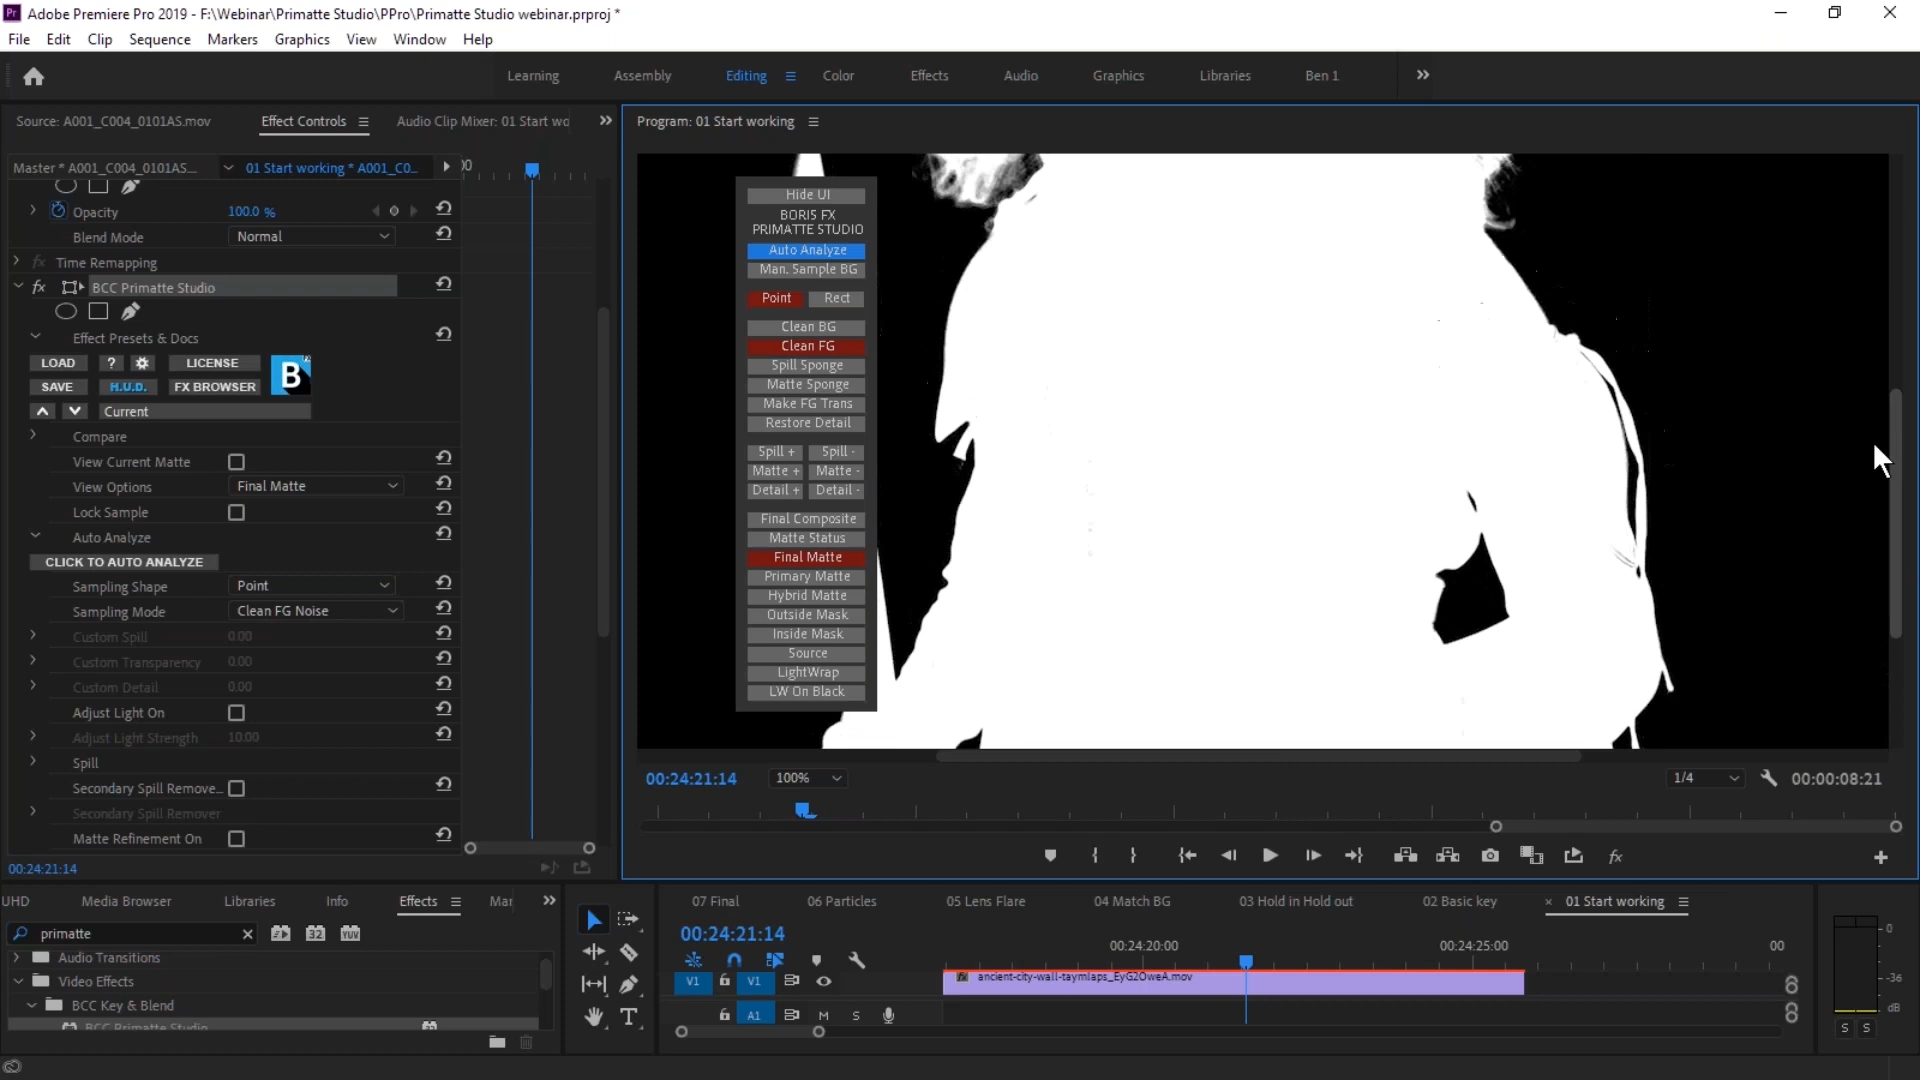 Adobe Premiere Pro 2019 - F:\Webinar\Primatte Studio\PPro\Primatte Studio webinar.prproj *
File Edit Clip Sequence Markers Graphics View Window Help
Learning Assembly Editing Color Effects Audio Graphics Libraries Ben 1
Source: A001_C004_0101AS.mov Effect Controls Audio Clip Mixer: 01 Start wo
Program: 01 Start working
Master * A001_C004_0101AS... 01 Start working * A001_C0...
Opacity 100.0 %
Blend Mode Normal
fx Time Remapping
fx BCC Primatte Studio
Effect Presets & Docs
LOAD ? LICENSE
SAVE H.U.D. FX BROWSER
B
Current
Compare
View Current Matte
View Options Final Matte
Lock Sample
Auto Analyze
CLICK TO AUTO ANALYZE
Sampling Shape Point
Sampling Mode Clean FG Noise
Custom Spill 0.00
Custom Transparency 0.00
Custom Detail 0.00
Adjust Light On
Adjust Light Strength 10.00
Spill
Secondary Spill Remove...
Secondary Spill Remover
Matte Refinement On
00:24:21:14
Hide UI
BORIS FX
PRIMATTE STUDIO
Auto Analyze
Man. Sample BG
Point Rect
Clean BG
Clean FG
Spill Sponge
Matte Sponge
Make FG Trans
Restore Detail
Spill + Spill -
Matte + Matte -
Detail + Detail -
Final Composite
Matte Status
Final Matte
Primary Matte
Hybrid Matte
Outside Mask
Inside Mask
Source
LightWrap
LW On Black
00:24:21:14 100% 1/4 00:00:08:21
fx
UHD Media Browser Libraries Info Effects Mar
primatte 32 YUV
Audio Transitions
Video Effects
BCC Key & Blend
BCC Primatte Studio
07 Final 06 Particles 05 Lens Flare 04 Match BG 03 Hold in Hold out 02 Basic key × 01 Start working
00:24:21:14
00:24:20:00 00:24:25:00 00
V1 V1 fx ancient-city-wall-taymlaps_EyG2OweA.mov
A1 M S
0
-36
dB
S S